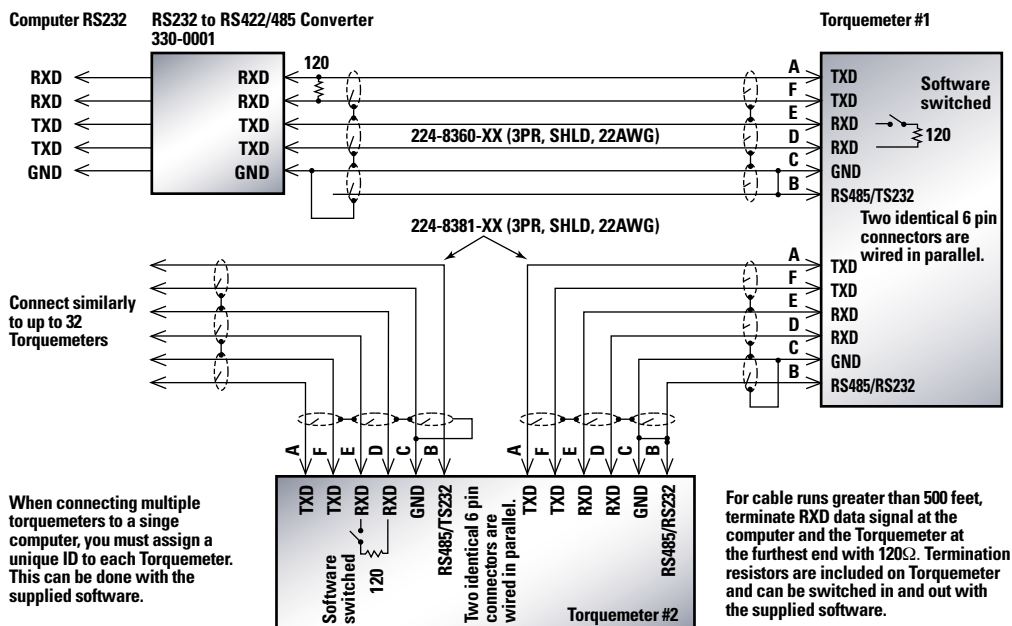 Computer RS232
RS232 to RS422/485 Converter
330-0001
Torquemeter #1
RXD
RXD
TXD
TXD
GND
RXD
RXD
TXD
TXD
GND
120
224-8360-XX (3PR, SHLD, 22AWG)
A
F
E
D
C
B
TXD
TXD
RXD
RXD
GND
RS485/TS232
Software
switched
120
Two identical 6 pin
connectors are
wired in parallel.
224-8381-XX (3PR, SHLD, 22AWG)
A
F
E
D
C
B
TXD
TXD
RXD
RXD
GND
RS485/RS232
Connect similarly
to up to 32
Torquemeters
A
F
E
D
C
B
TXD
TXD
RXD
RXD
GND
RS485/TS232
Software
switched
120
Two identical 6 pin
connectors are
wired in parallel.
A
F
E
D
C
B
TXD
TXD
RXD
RXD
GND
RS485/RS232
Torquemeter #2
When connecting multiple
torquemeters to a singe
computer, you must assign a
unique ID to each Torquemeter.
This can be done with the
supplied software.
For cable runs greater than 500 feet,
terminate RXD data signal at the
computer and the Torquemeter at
the furthest end with 120Ω. Termination
resistors are included on Torquemeter
and can be switched in and out with
the supplied software.